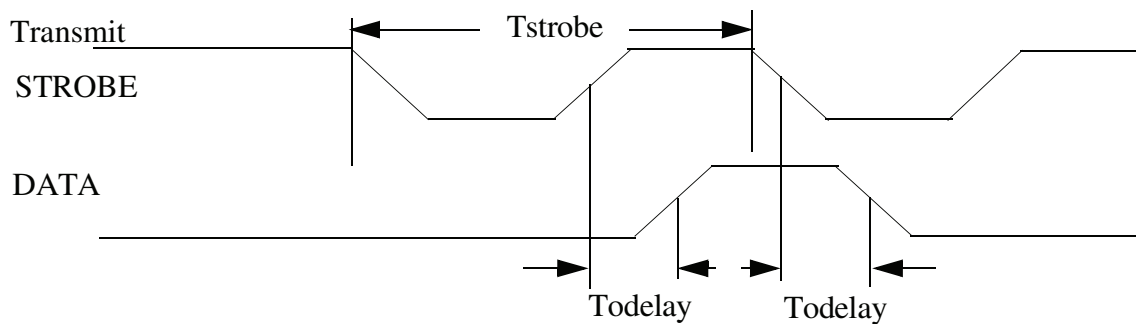 Tstrobe
Transmit
STROBE
DATA
Todelay
Todelay